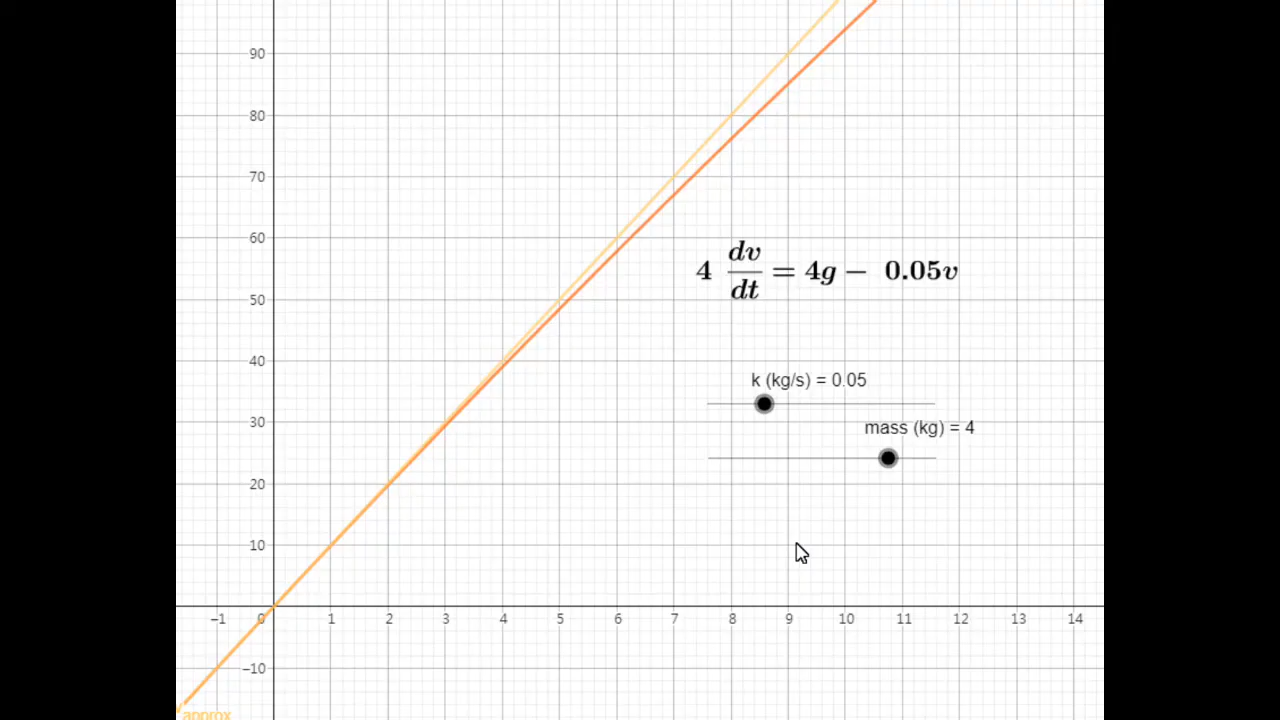 90
80
70
60
50
40
30
20
10
4 dv/dt = 4g − 0.05v
k (kg/s) = 0.05
mass (kg) = 4
−1 0 1 2 3 4 5 6 7 8 9 10 11 12 13 14
−10
approx